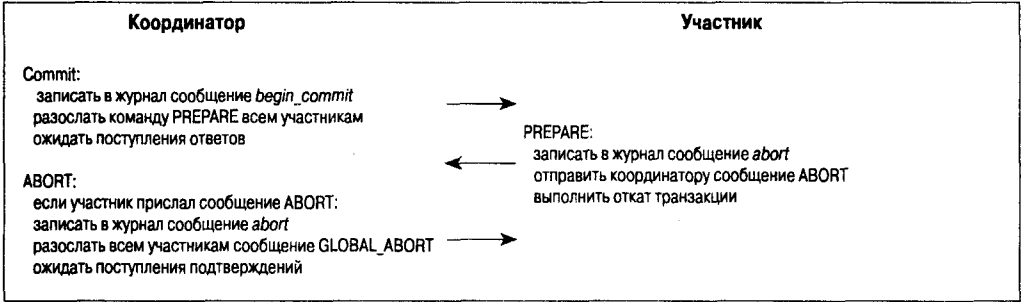 Координатор
Участник
Commit:
записать в журнал сообщение begin_commit
разослать команду PREPARE всем участникам
ожидать поступления ответов
PREPARE:
записать в журнал сообщение abort
отправить координатору сообщение ABORT
выполнить откат транзакции
ABORT:
если участник прислал сообщение ABORT:
записать в журнал сообщение abort
разослать всем участникам сообщение GLOBAL_ABORT
ожидать поступления подтверждений